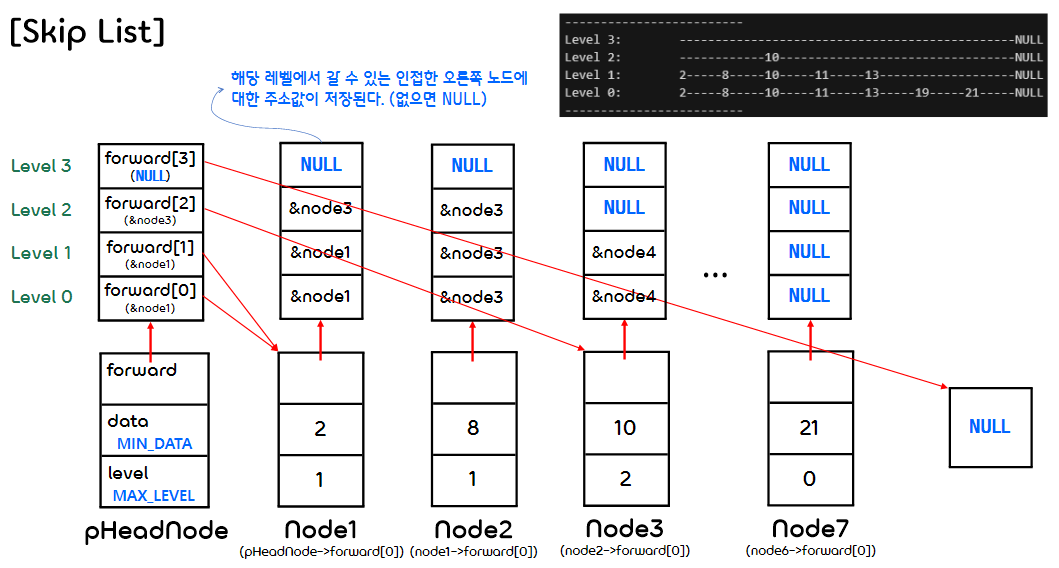 [Skip List]
-------------------------
Level 3: -----------------------------------------------NULL
Level 2: ------------10---------------------------------NULL
Level 1: 2----8----10----11----13-------------------NULL
Level 0: 2----8----10----11----13-----19----21-----NULL
-------------------------
해당 레벨에서 갈 수 있는 인접한 오른쪽 노드에
대한 주소값이 저장된다. (없으면 NULL)
Level 3
forward[3]
(NULL)
NULL
NULL
NULL
NULL
Level 2
forward[2]
(&node3)
&node3
&node3
NULL
NULL
Level 1
forward[1]
(&node1)
&node1
&node3
&node4
...
NULL
Level 0
forward[0]
(&node1)
&node1
&node3
&node4
NULL
forward
data
MIN_DATA
2
8
10
21
NULL
level
MAX_LEVEL
1
1
2
0
pHeadNode
Node1
(pHeadNode->forward[0])
Node2
(node1->forward[0])
Node3
(node2->forward[0])
Node7
(node6->forward[0])